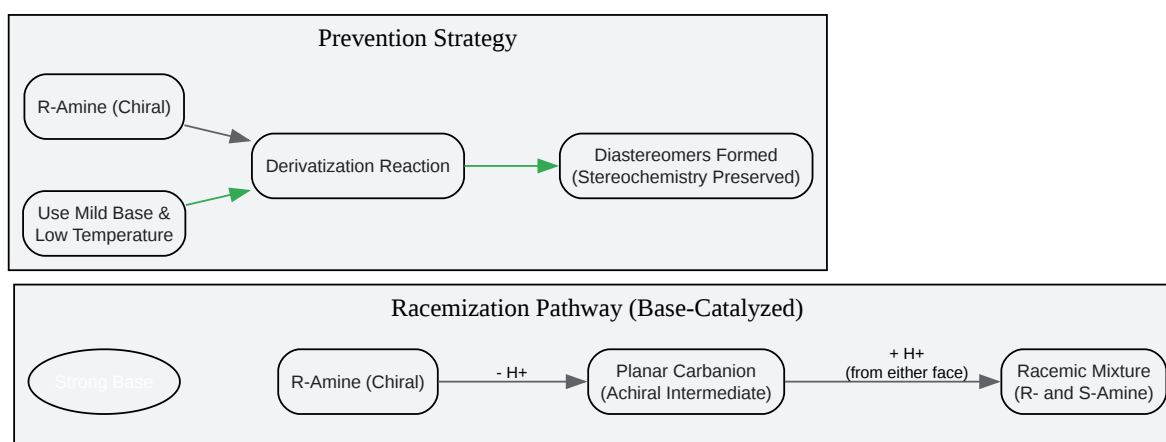 Prevention Strategy
R-Amine (Chiral)
Derivatization Reaction
Diastereomers Formed
(Stereochemistry Preserved)
Use Mild Base &
Low Temperature
Racemization Pathway (Base-Catalyzed)
Strong Base
R-Amine (Chiral)
- H+
Planar Carbanion
(Achiral Intermediate)
+ H+
(from either face)
Racemic Mixture
(R- and S-Amine)